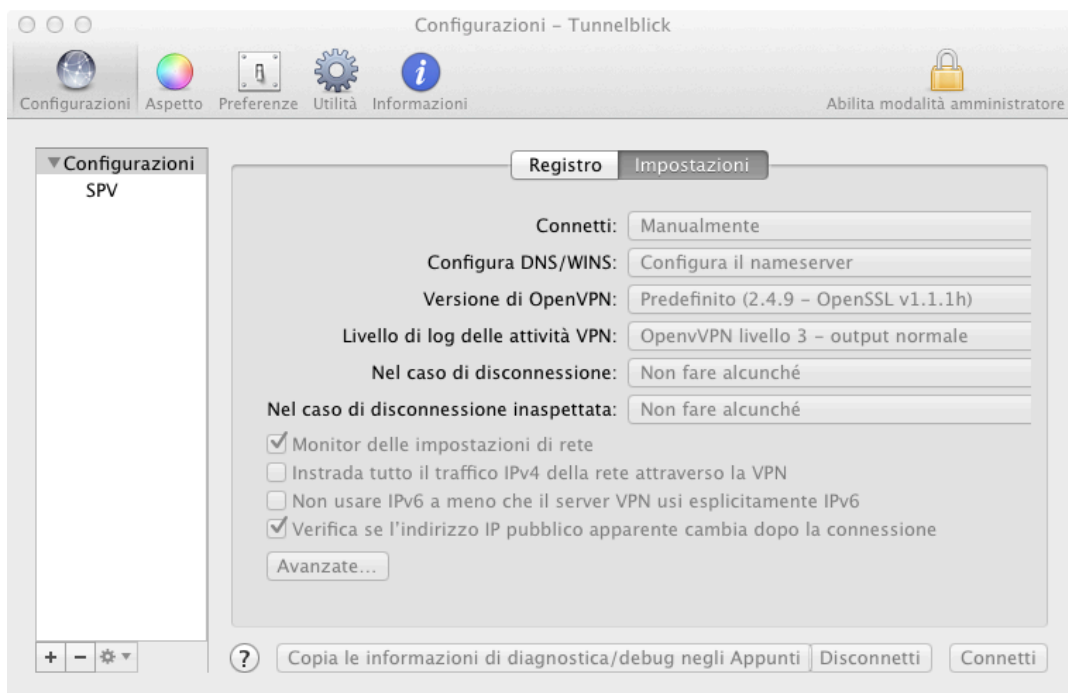 Configurazioni – Tunnelblick
Configurazioni Aspetto Preferenze Utilità Informazioni Abilita modalità amministratore
Configurazioni
SPV
Registro Impostazioni
Connetti: Manualmente
Configura DNS/WINS: Configura il nameserver
Versione di OpenVPN: Predefinito (2.4.9 – OpenSSL v1.1.1h)
Livello di log delle attività VPN: OpenvVPN livello 3 – output normale
Nel caso di disconnessione: Non fare alcunché
Nel caso di disconnessione inaspettata: Non fare alcunché
Monitor delle impostazioni di rete
Instrada tutto il traffico IPv4 della rete attraverso la VPN
Non usare IPv6 a meno che il server VPN usi esplicitamente IPv6
Verifica se l'indirizzo IP pubblico apparente cambia dopo la connessione
Avanzate...
+ – ? Copia le informazioni di diagnostica/debug negli Appunti Disconnetti Connetti